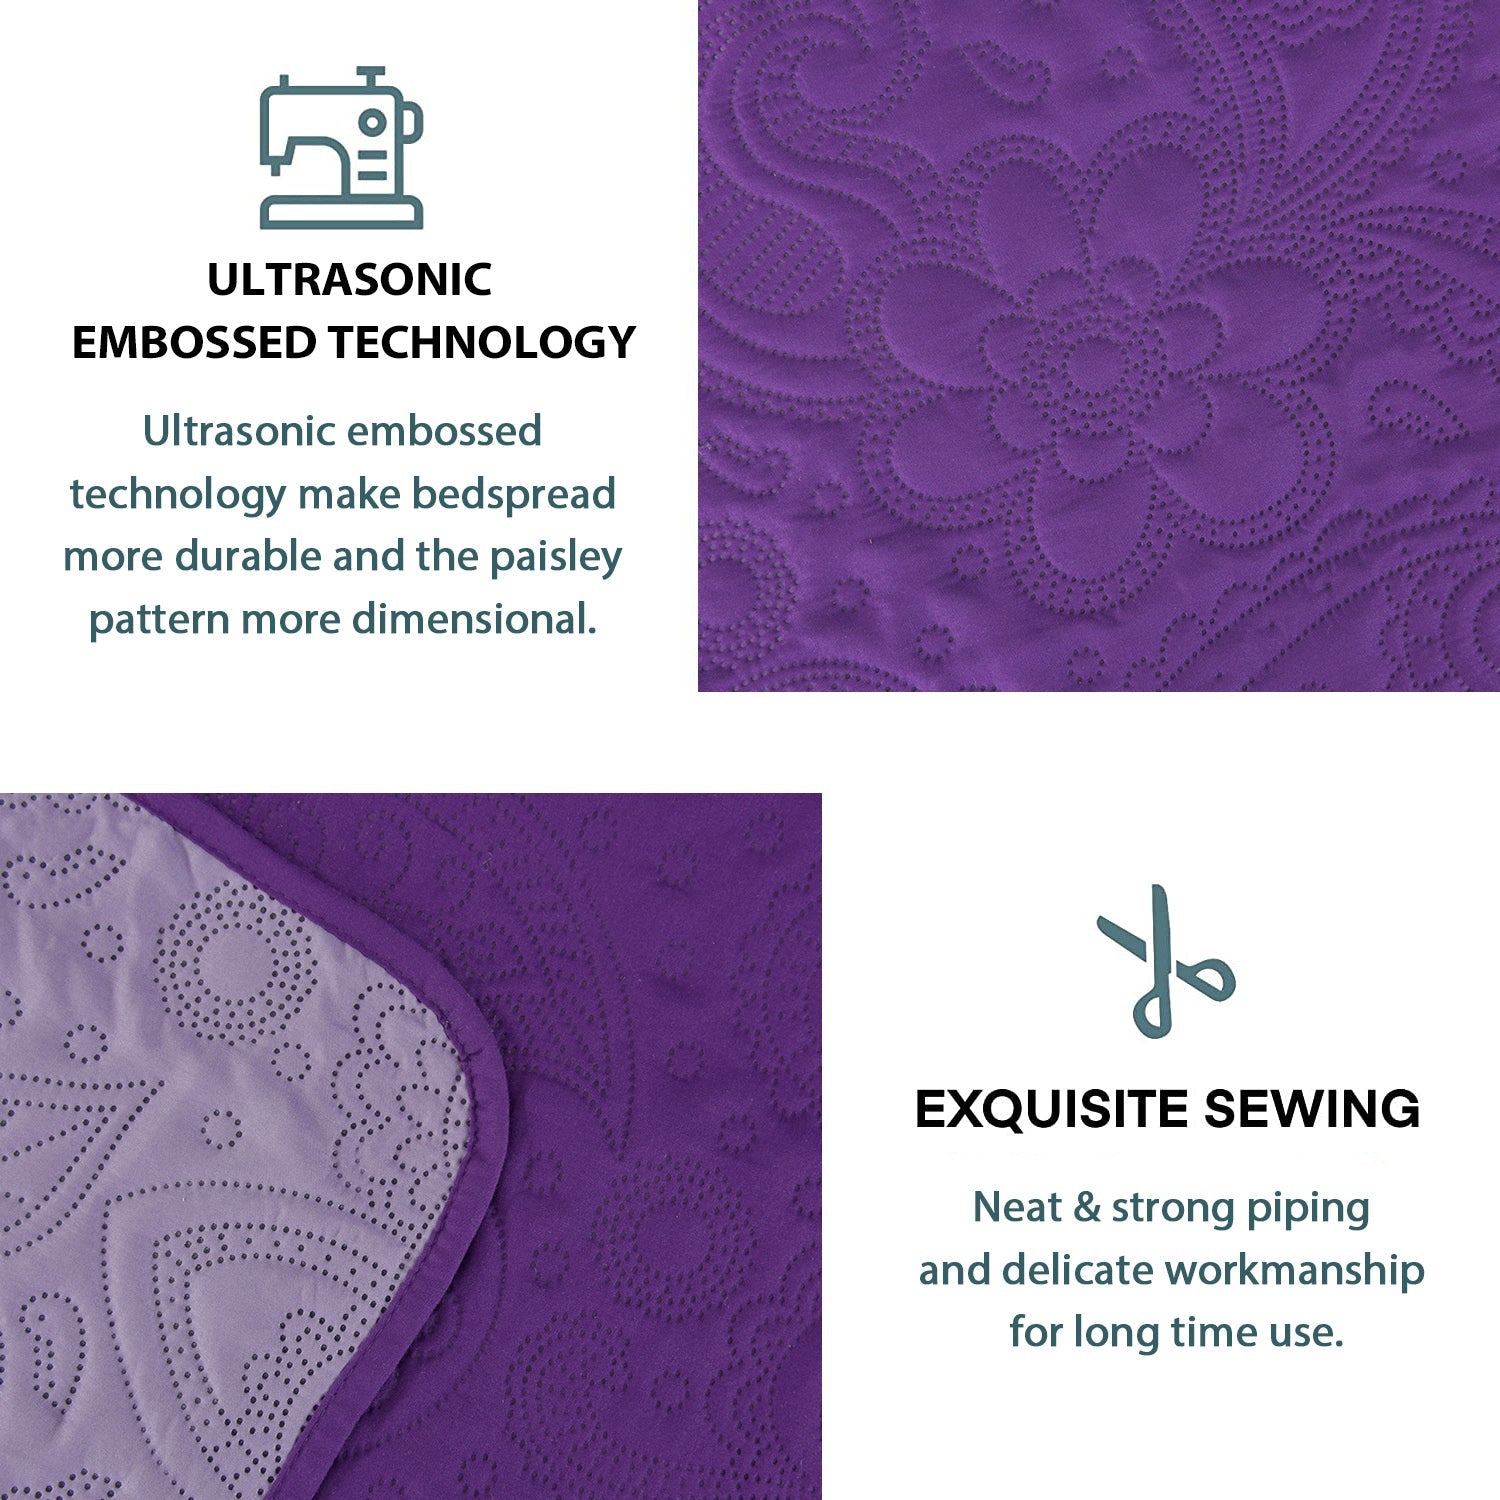 ULTRASONIC
EMBOSSED TECHNOLOGY
Ultrasonic embossed
technology make bedspread
more durable and the paisley
pattern more dimensional.
EXQUISITE SEWING
Neat & strong piping
and delicate workmanship
for long time use.